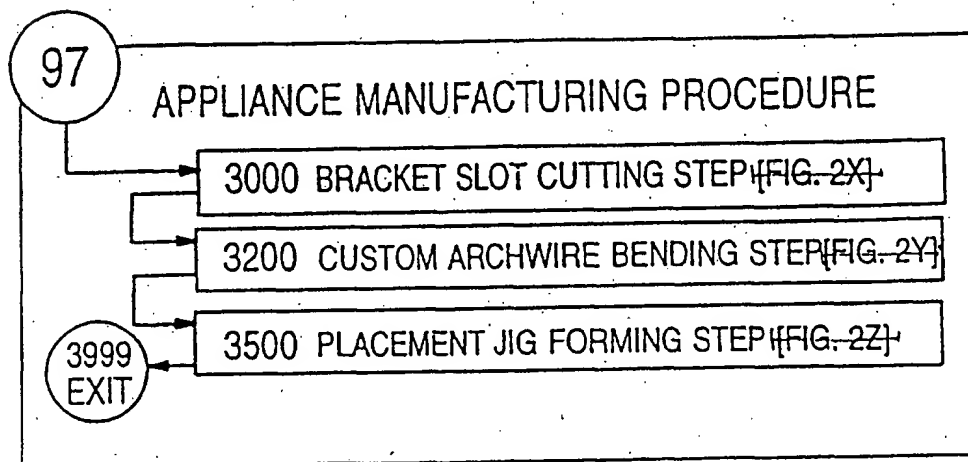 97
APPLIANCE MANUFACTURING PROCEDURE
3000 BRACKET SLOT CUTTING STEP [FIG. 2X]
3200 CUSTOM ARCHWIRE BENDING STEP [FIG. 2Y]
3500 PLACEMENT JIG FORMING STEP [FIG. 2Z]
3999
EXIT